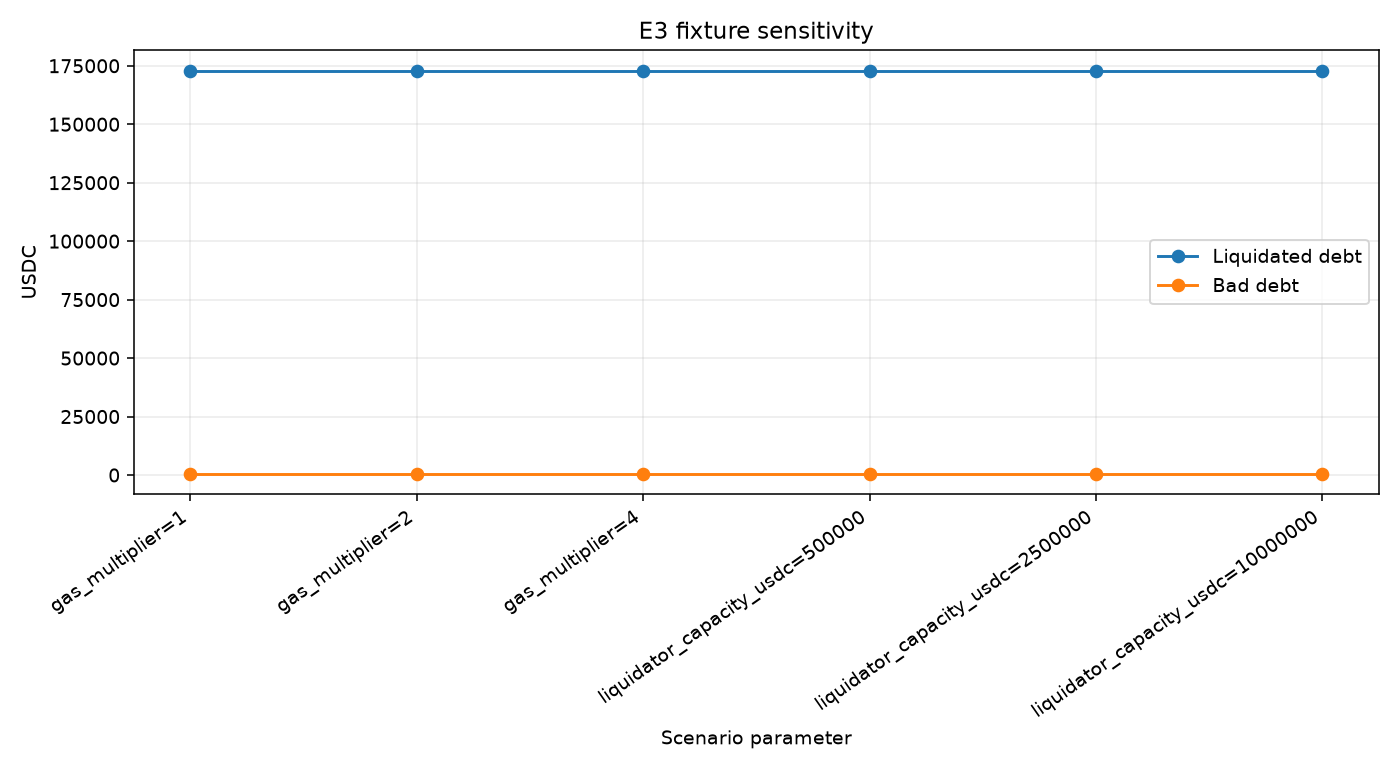 E3 fixture sensitivity
USDC
175000
150000
125000
100000
75000
50000
25000
0
Liquidated debt
Bad debt
gas_multiplier=1
gas_multiplier=2
gas_multiplier=4
liquidator_capacity_usdc=500000
liquidator_capacity_usdc=2500000
liquidator_capacity_usdc=10000000
Scenario parameter